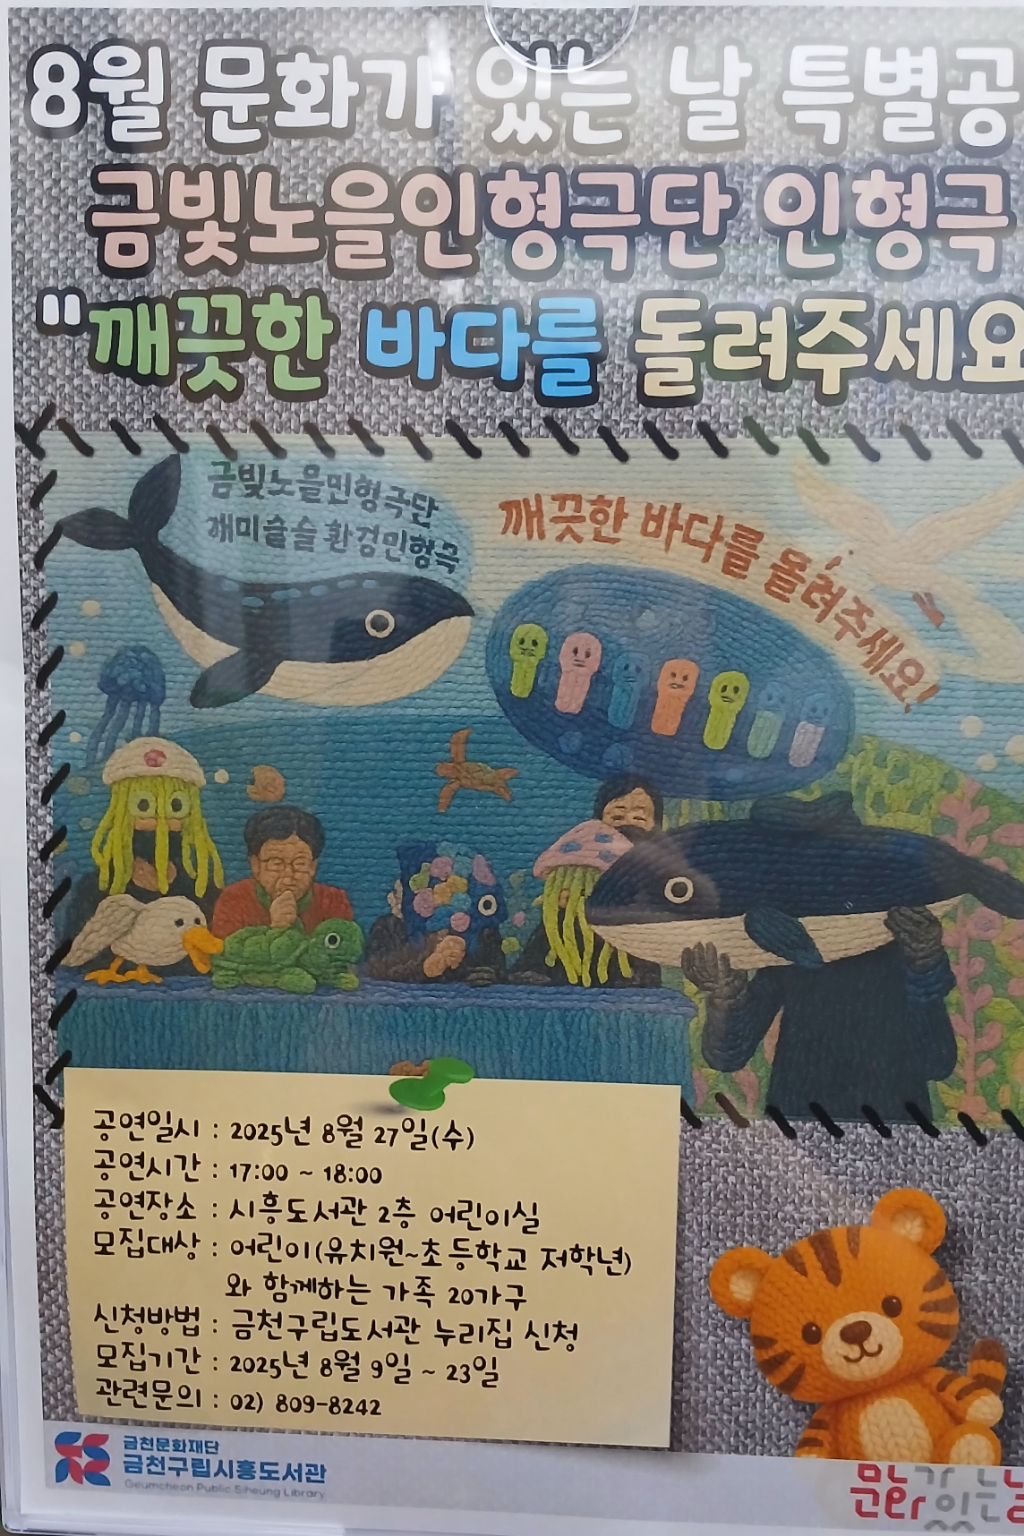 8월 문화가 있는 날 특별공
금빛노을인형극단 인형극
"깨끗한 바다를 돌려주세요
금빛노을민형극단
깨끗한 바다를 돌려주세요!
공연일시 : 2025년 8월 27일(수)
공연시간 : 17:00 ~ 18:00
공연장소 : 시흥도서관 2층 어린이실
모집대상 : 어린이(유치원~초등학교 저학년)
와 함께하는 가족 20가구
신청방법 : 금천구립도서관 누리집 신청
모집기간 : 2025년 8월 9일 ~ 23일
관련문의 : 02) 809-8242
금천문화재단
금천구립시흥도서관
Geumcheon Public Siheung Library
문화가 있는 날